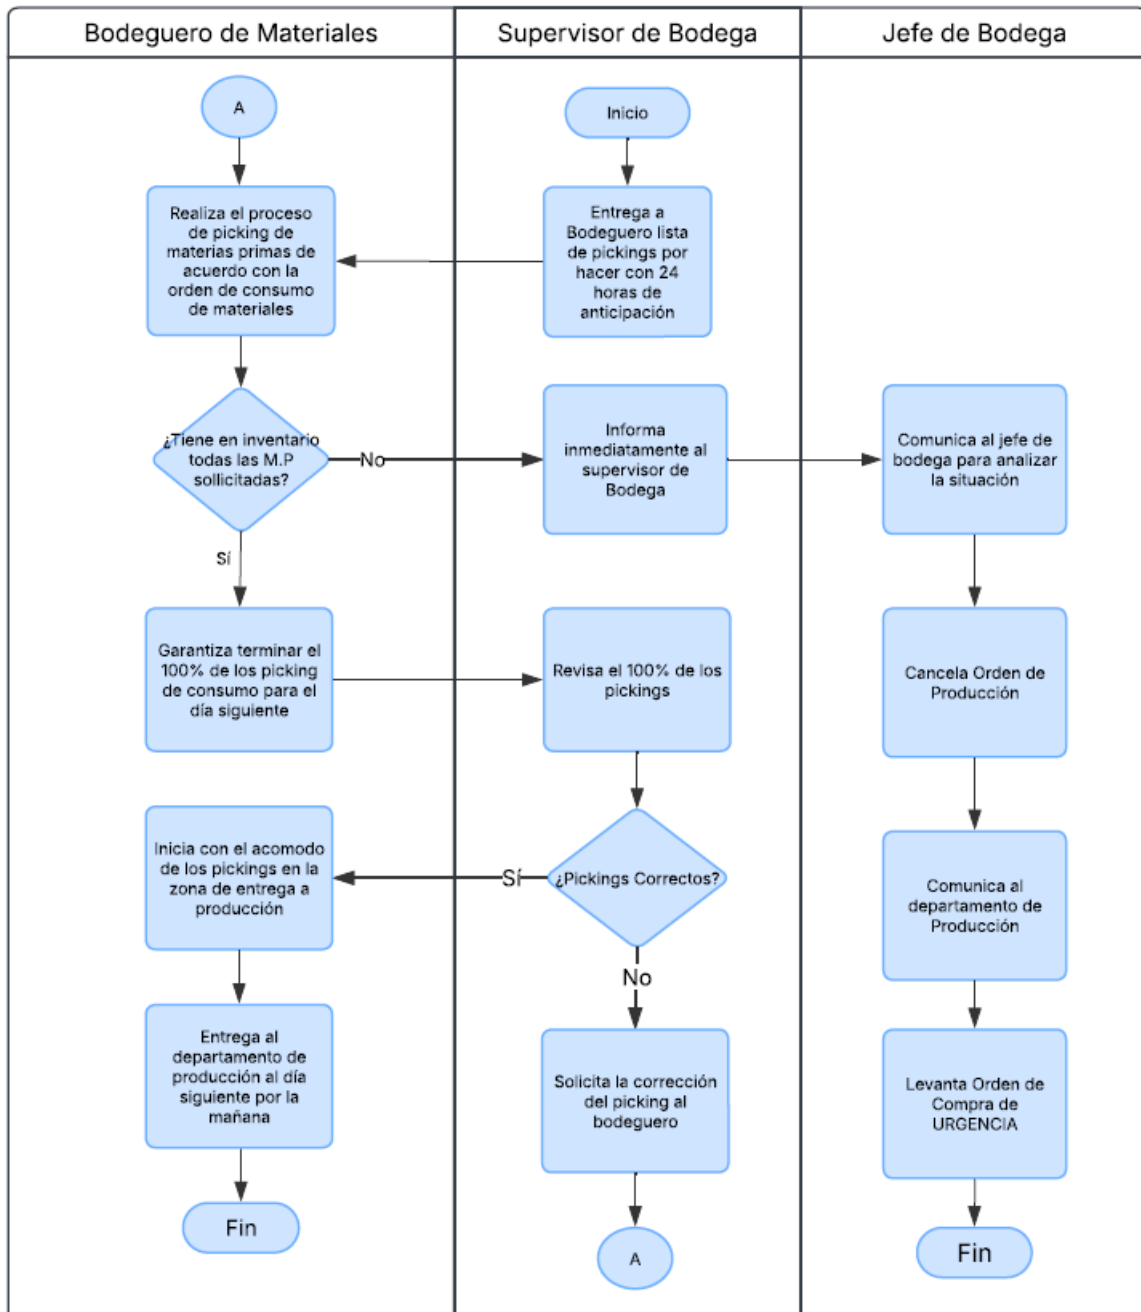 Bodeguero de Materiales
Supervisor de Bodega
Jefe de Bodega
A
Inicio
Realiza el proceso
de picking de
materias primas de
acuerdo con la
orden de consumo
de materiales
Entrega a
Bodeguero lista
de pickings por
hacer con 24
horas de
anticipación
¿Tiene en inventario
todas las M.P
sollicitadas?
No
Informa
inmediatamente al
supervisor de
Bodega
Comunica al jefe de
bodega para analizar
la situación
Sí
Garantiza terminar el
100% de los picking
de consumo para el
día siguiente
Revisa el 100% de los
pickings
Cancela Orden de
Producción
Inicia con el acomodo
de los pickings en la
zona de entrega a
producción
Sí
¿Pickings Correctos?
Comunica al
departamento de
Producción
No
Entrega al
departamento de
producción al día
siguiente por la
mañana
Solicita la corrección
del picking al
bodeguero
Levanta Orden de
Compra de
URGENCIA
Fin
A
Fin